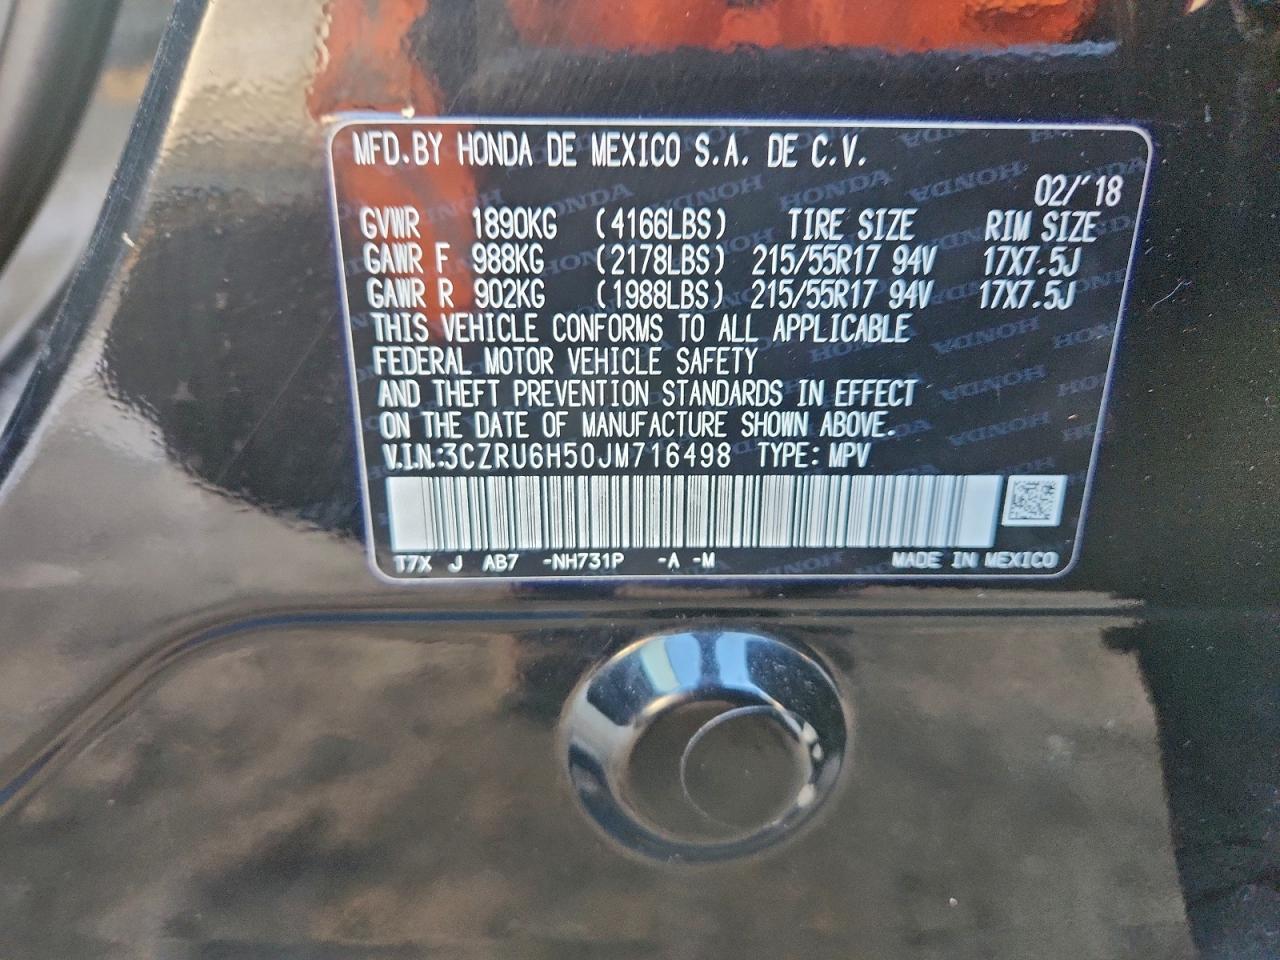 MFD. BY HONDA DE MEXICO S.A. DE C.V.
02/'18
GVWR 1890KG (4166LBS) TIRE SIZE RIM SIZE
GAWR F 988KG (2178LBS) 215/55R17 94V 17X7.5J
GAWR R 902KG (1988LBS) 215/55R17 94V 17X7.5J
THIS VEHICLE CONFORMS TO ALL APPLICABLE
FEDERAL MOTOR VEHICLE SAFETY
AND THEFT PREVENTION STANDARDS IN EFFECT
ON THE DATE OF MANUFACTURE SHOWN ABOVE.
V.I.N.:3CZRU6H50JM716498 TYPE: MPV
T7X J AB7 -NH731P -A -M MADE IN MEXICO